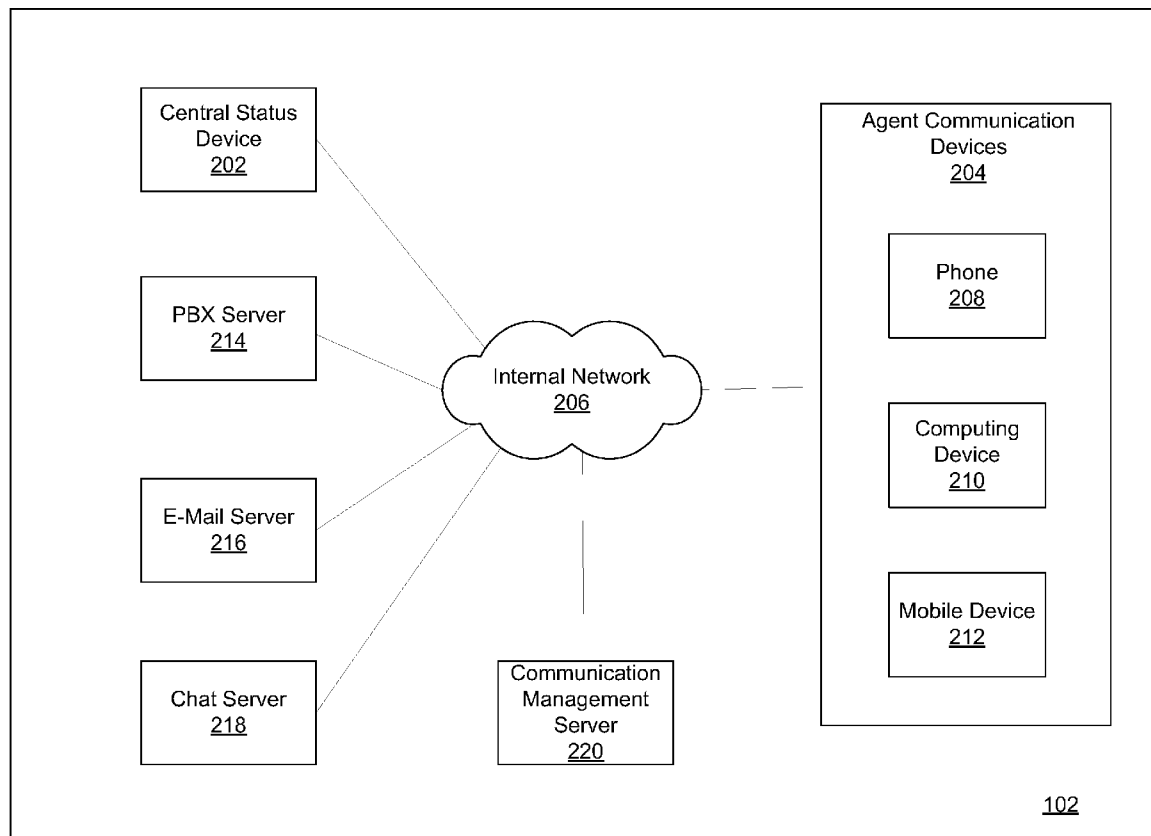 Central Status
Device
202
PBX Server
214
E-Mail Server
216
Chat Server
218
Internal Network
206
Communication
Management
Server
220
Agent Communication
Devices
204
Phone
208
Computing
Device
210
Mobile Device
212
102